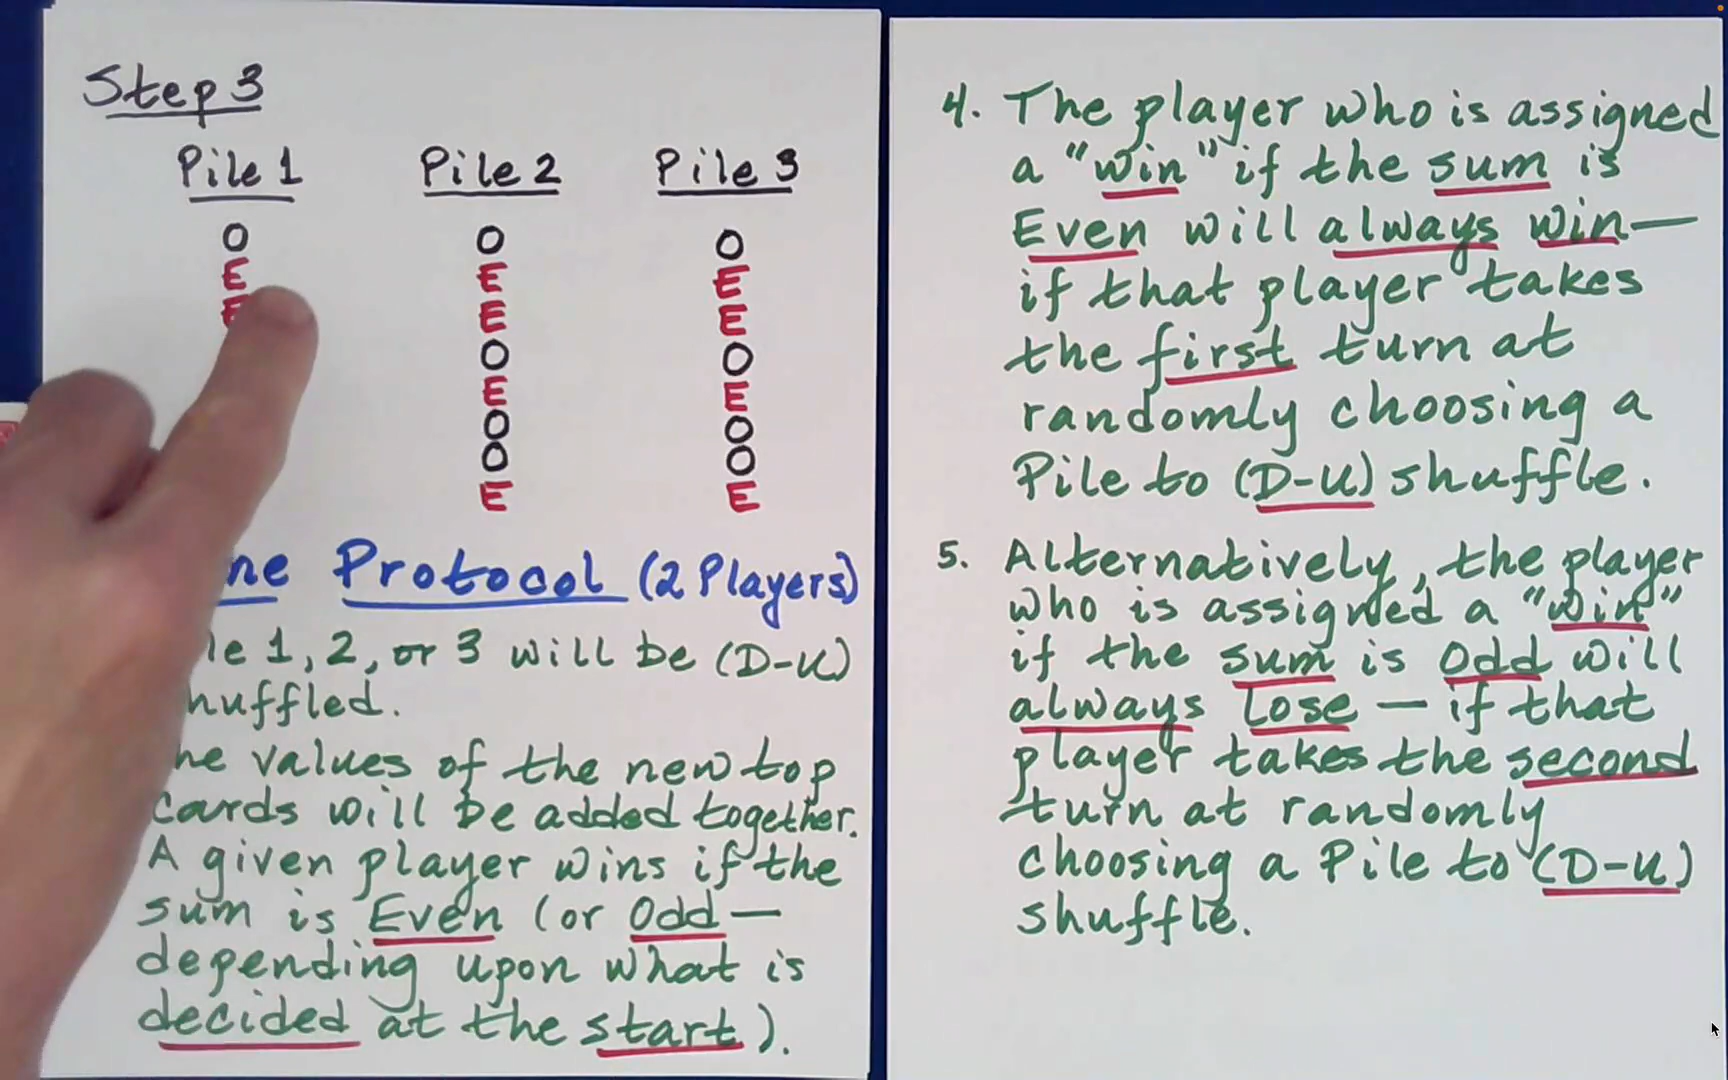 Step 3
Pile 1 Pile 2 Pile 3
O O O
E E E
E E E
O O
E E
O O
O O
E E
Protocol (2 Players)
1, 2, or 3 will be (D-U)
values of the new top
cards will be added together.
A given player wins if the
sum is Even (or Odd—
depending upon what is
decided at the start).
4. The player who is assigned
a "win" if the sum is
Even will always win—
if that player takes
the first turn at
randomly choosing a
Pile to (D-U) shuffle.
5. Alternatively, the player
who is assigned a "win"
if the sum is Odd will
always Lose — if that
player takes the second
turn at randomly
choosing a Pile to (D-U)
shuffle.